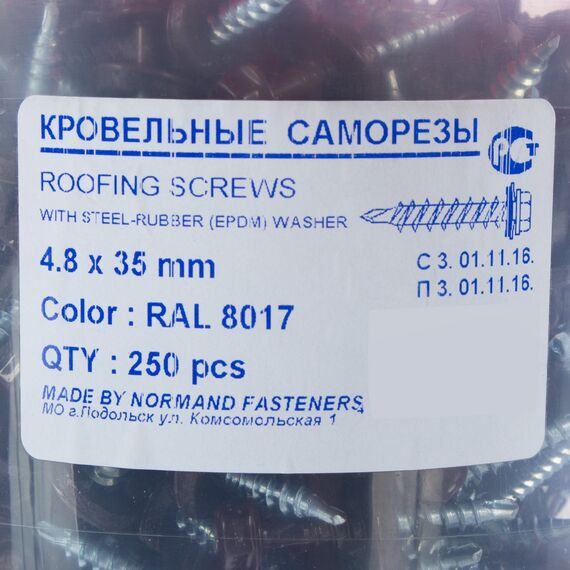 КРОВЕЛЬНЫЕ САМОРЕЗЫ
РСТ
ROOFING SCREWS
WITH STEEL-RUBBER (EPDM) WASHER
4.8 x 35 mm
С 3. 01.11.16.
П 3. 01.11.16.
Color : RAL 8017
QTY : 250 pcs
MADE BY NORMAND FASTENERS
МО г.Подольск ул. Комсомольская 1